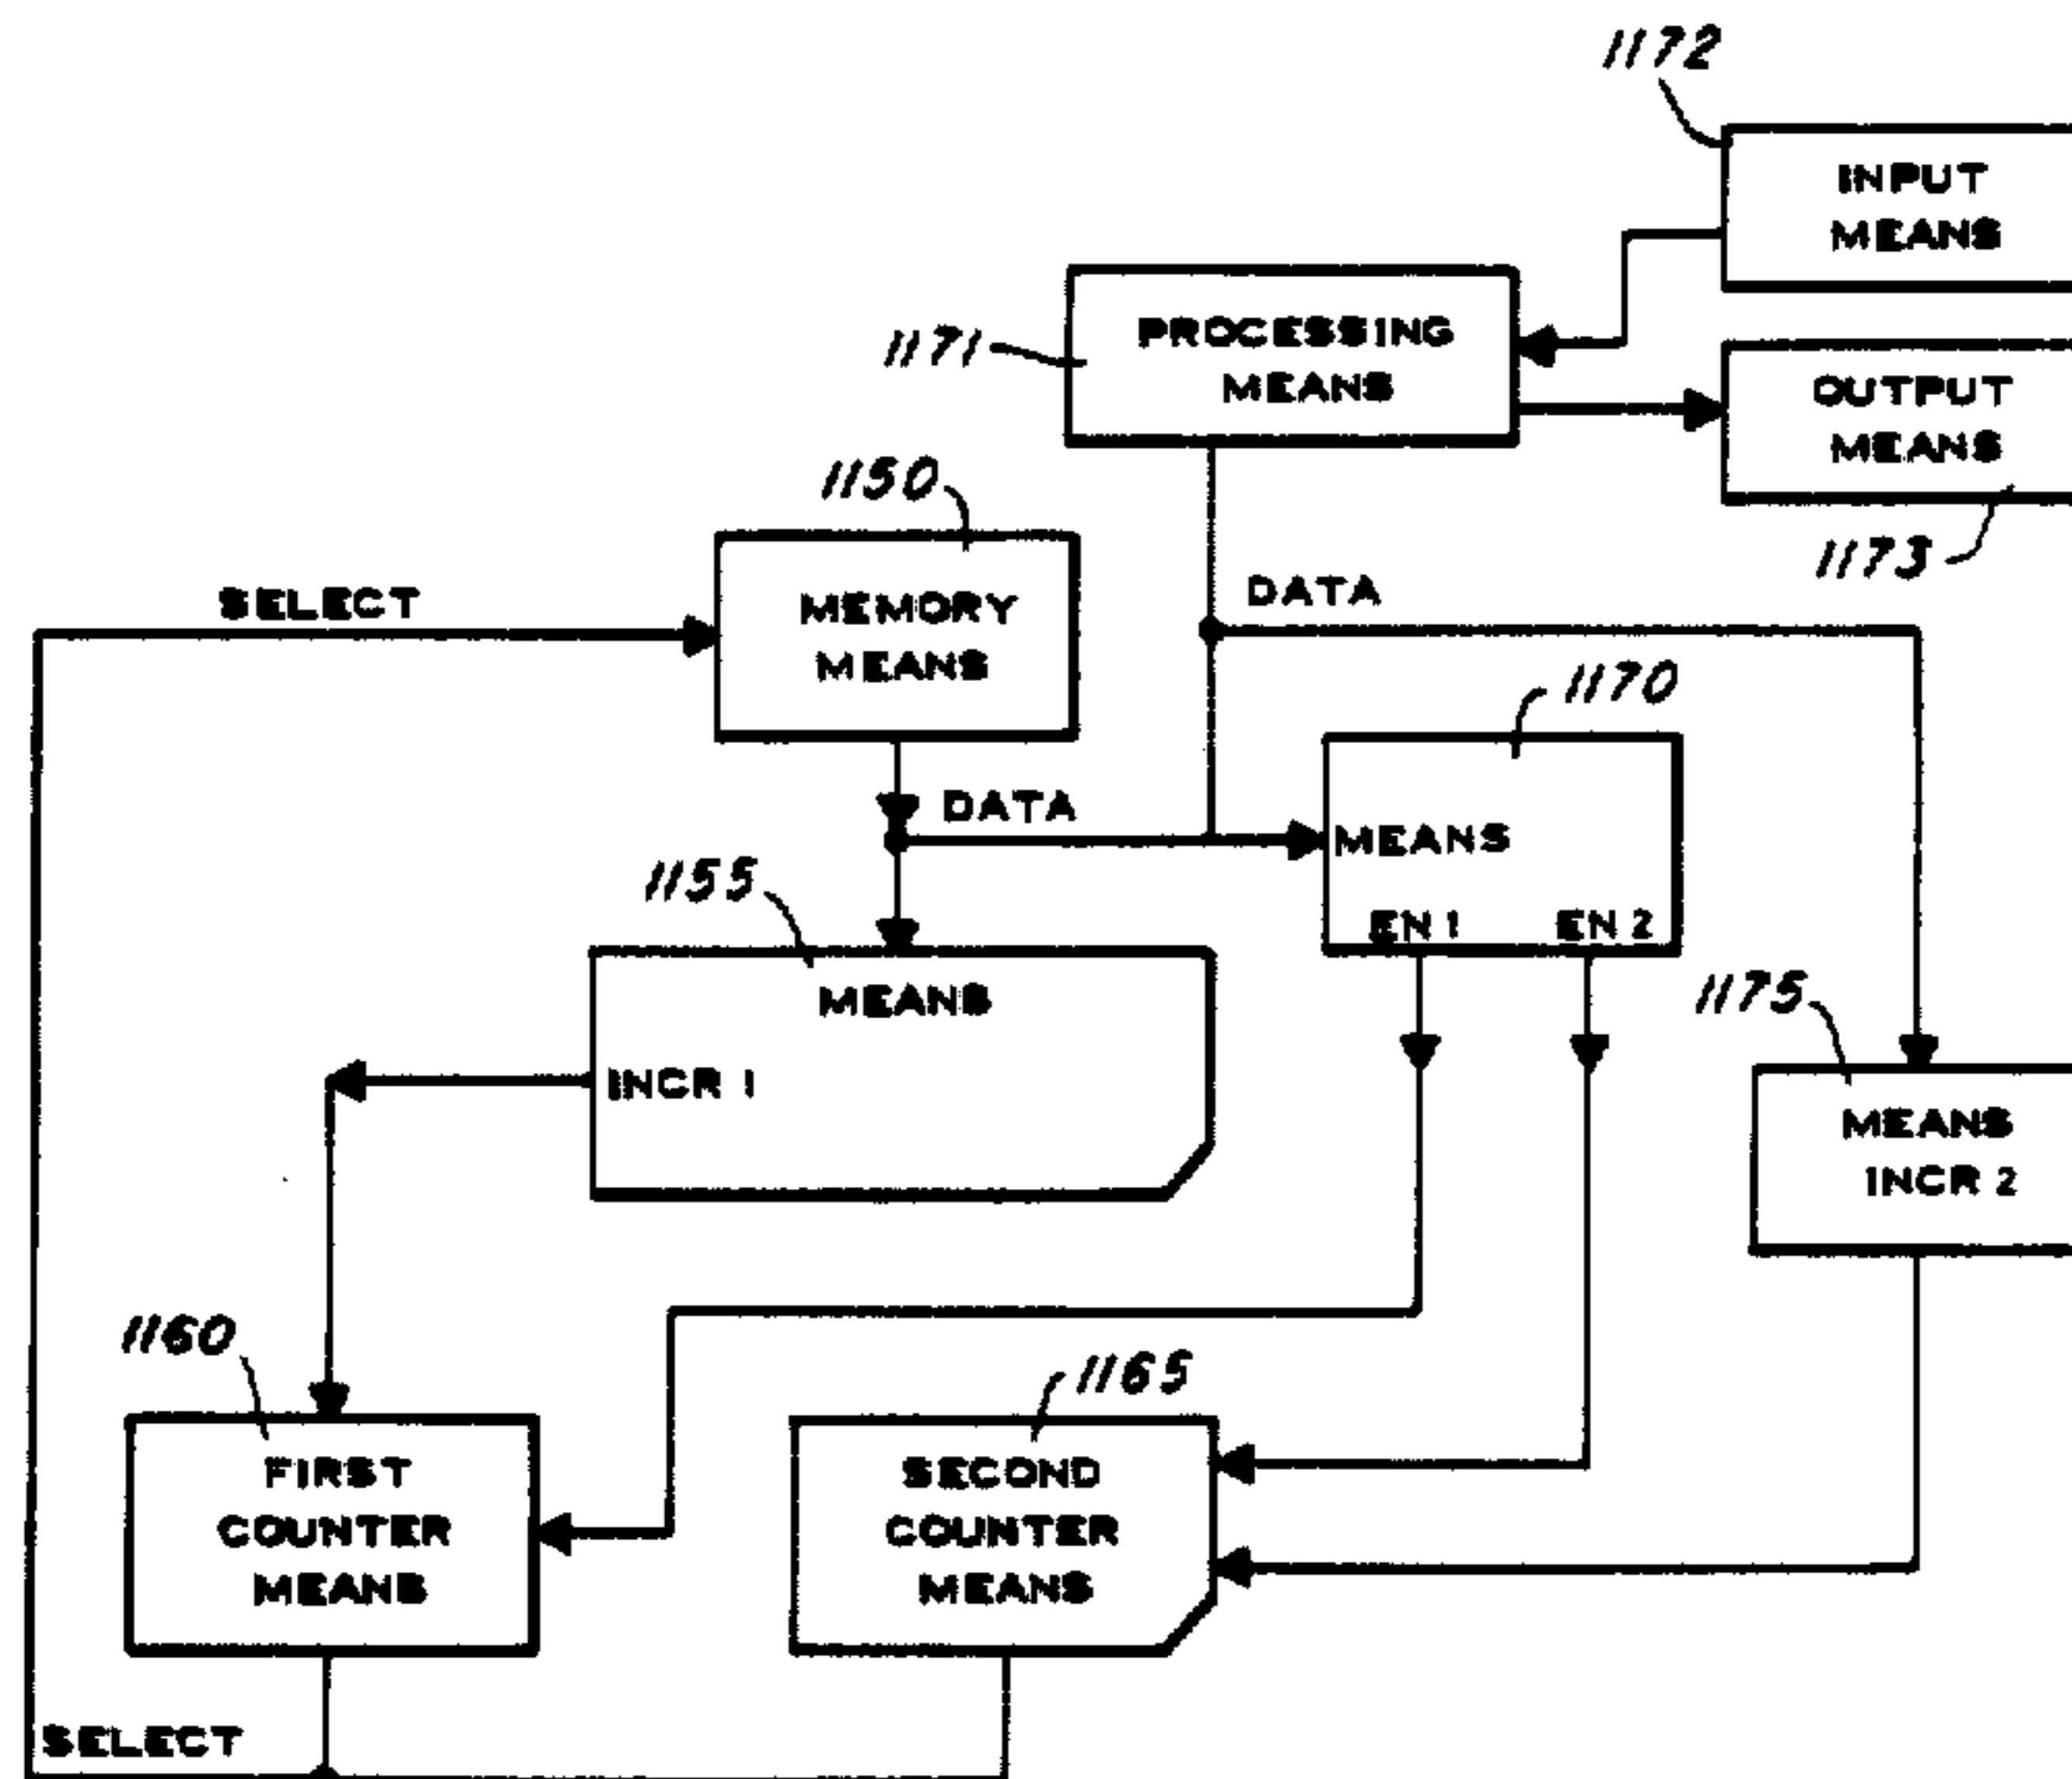 1172
INPUT
MEANS
1171
PROCESSING
MEANS
OUTPUT
MEANS
1173
1150
MEMORY
MEANS
SELECT
DATA
1170
DATA
MEANS
EN 1 EN 2
1155
MEANS
INCR 1
1175
MEANS
INCR 2
1160
FIRST
COUNTER
MEANS
1165
SECOND
COUNTER
MEANS
SELECT